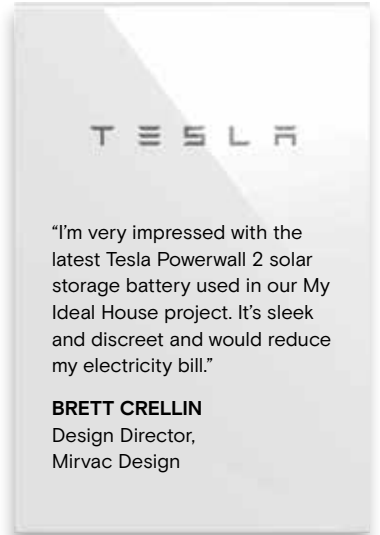 TESLA
“I’m very impressed with the
latest Tesla Powerwall 2 solar
storage battery used in our My
Ideal House project. It’s sleek
and discreet and would reduce
my electricity bill.”
BRETT CRELLIN
Design Director,
Mirvac Design